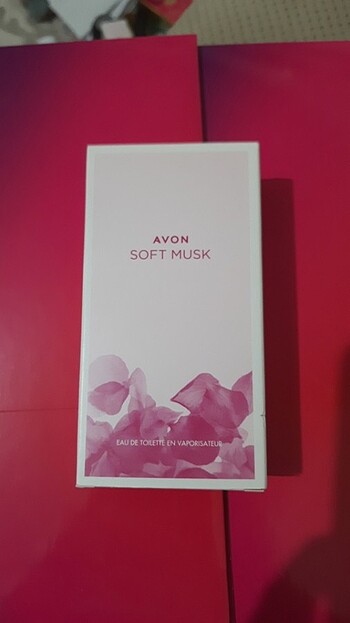 AVON
SOFT MUSK
EAU DE TOILETTE EN VAPORISATEUR